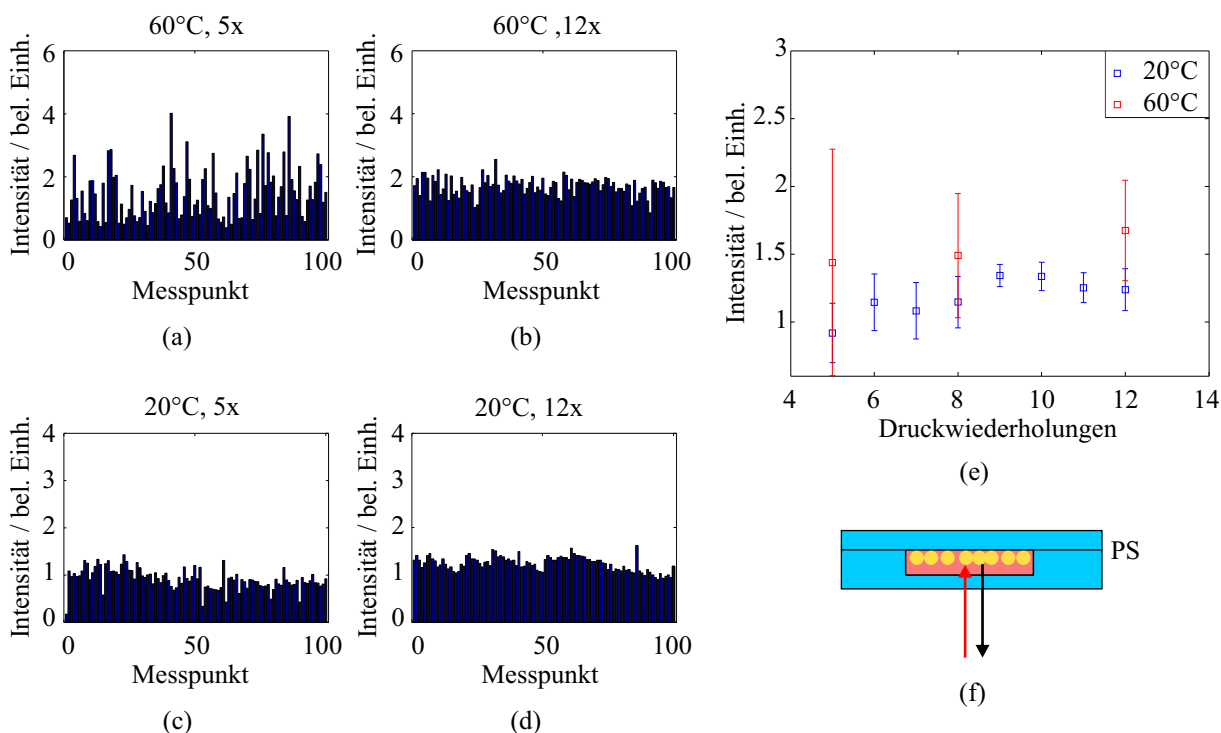 60°C, 5x
Intensität / bel. Einh.
6
4
2
0
0 50 100
Messpunkt
(a)
60°C ,12x
Intensität / bel. Einh.
6
4
2
0
0 50 100
Messpunkt
(b)
20°C, 5x
Intensität / bel. Einh.
4
3
2
1
0
0 50 100
Messpunkt
(c)
20°C, 12x
Intensität / bel. Einh.
4
3
2
1
0
0 50 100
Messpunkt
(d)
Intensität / bel. Einh.
3
2.5
2
1.5
1
20°C
60°C
4 6 8 10 12 14
Druckwiederholungen
(e)
PS
(f)